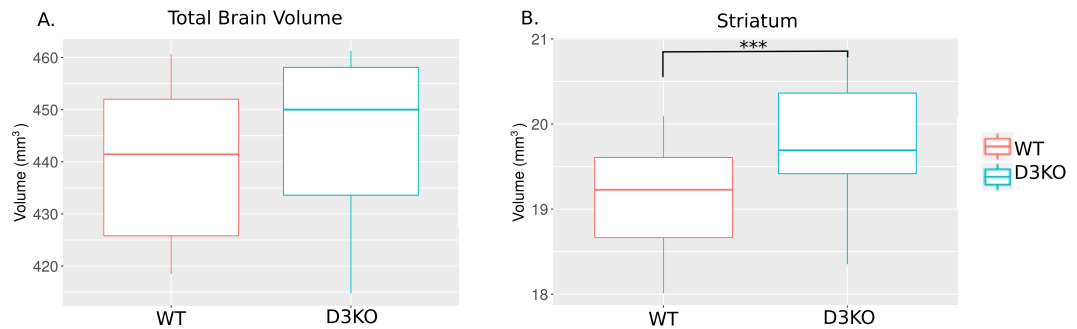 A.
Total Brain Volume
Volume (mm³)
460
450
440
430
420
WT
D3KO
B.
Striatum
Volume (mm³)
21
20
19
18
***
WT
D3KO
WT
D3KO